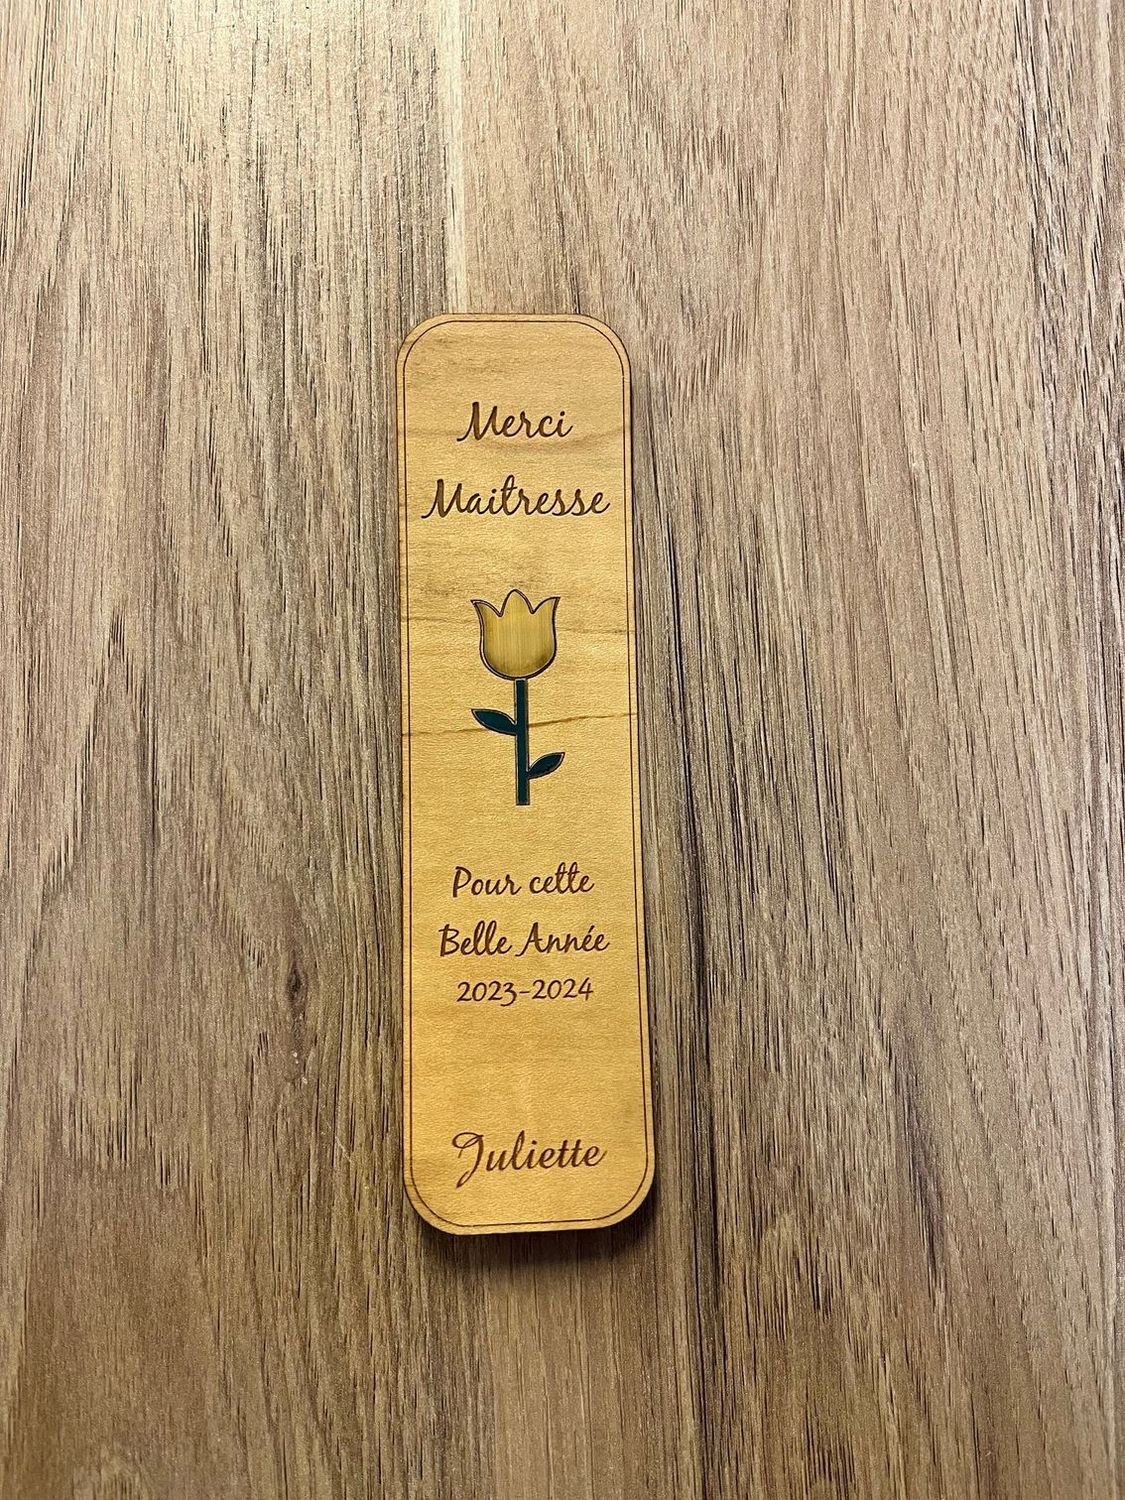 Merci
Maitresse
Pour cette
Belle Année
2023-2024
Juliette